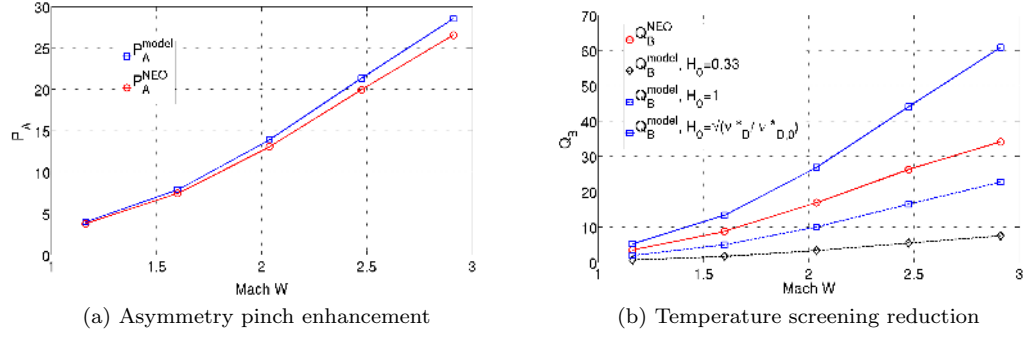 30
25
20
15
10
5
0
P_A
P_A^model
P_A^NEO
1
1.5
2
2.5
3
Mach W
(a) Asymmetry pinch enhancement
70
60
50
40
30
20
10
0
Q_B
Q_B^NEO
Q_B^model, H_0=0.33
Q_B^model, H_0=1
Q_B^model, H_0=√(ν*_D/ν*_D,0)
1
1.5
2
2.5
3
Mach W
(b) Temperature screening reduction